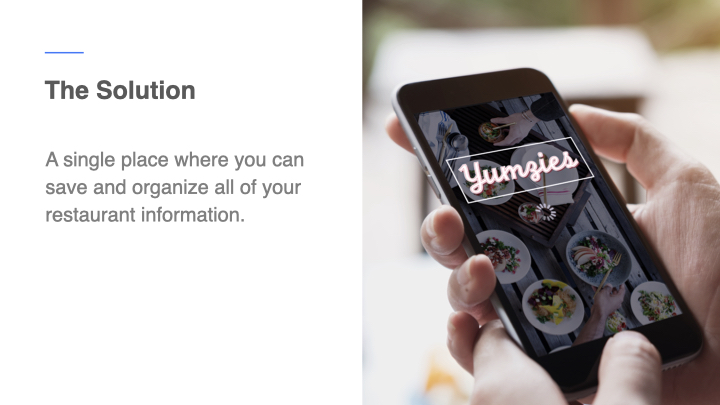 The Solution
A single place where you can
save and organize all of your
restaurant information.
Yumzies